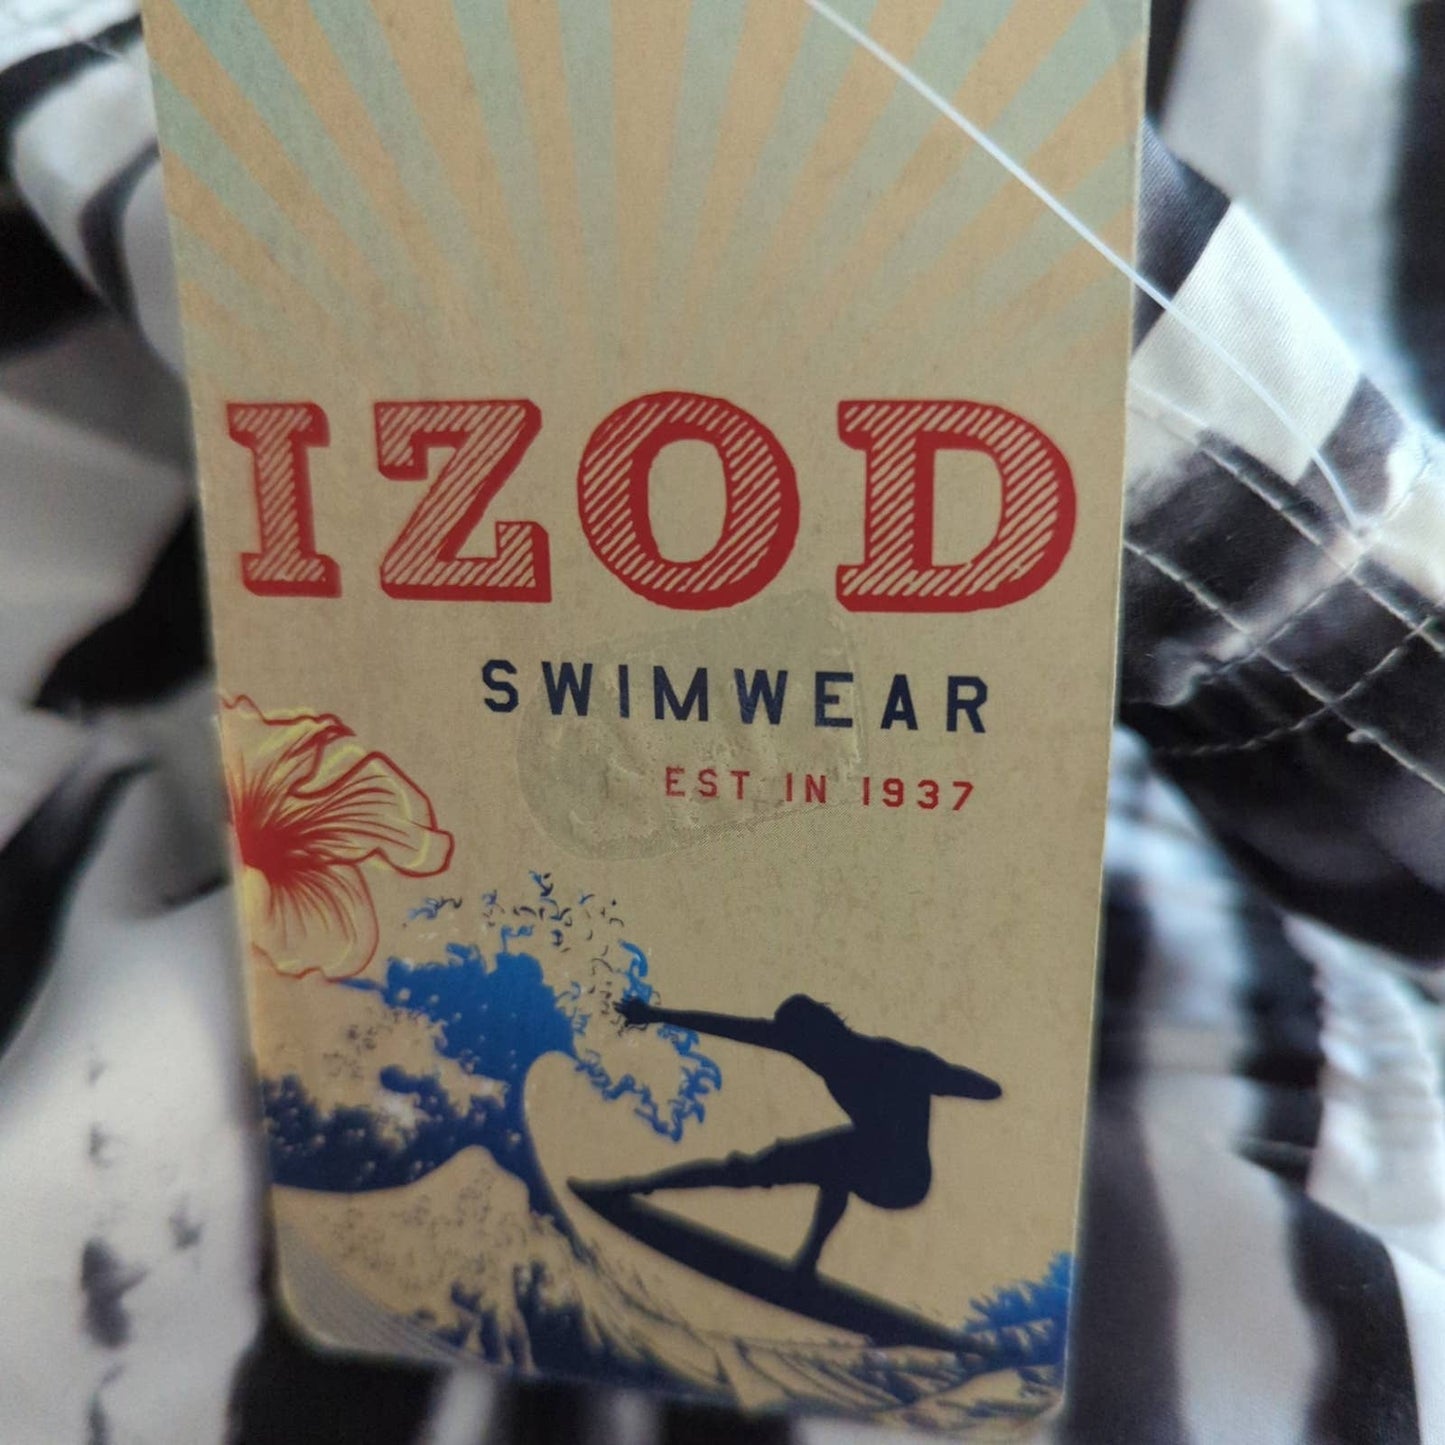 IZOD
SWIMWEAR
EST IN 1937